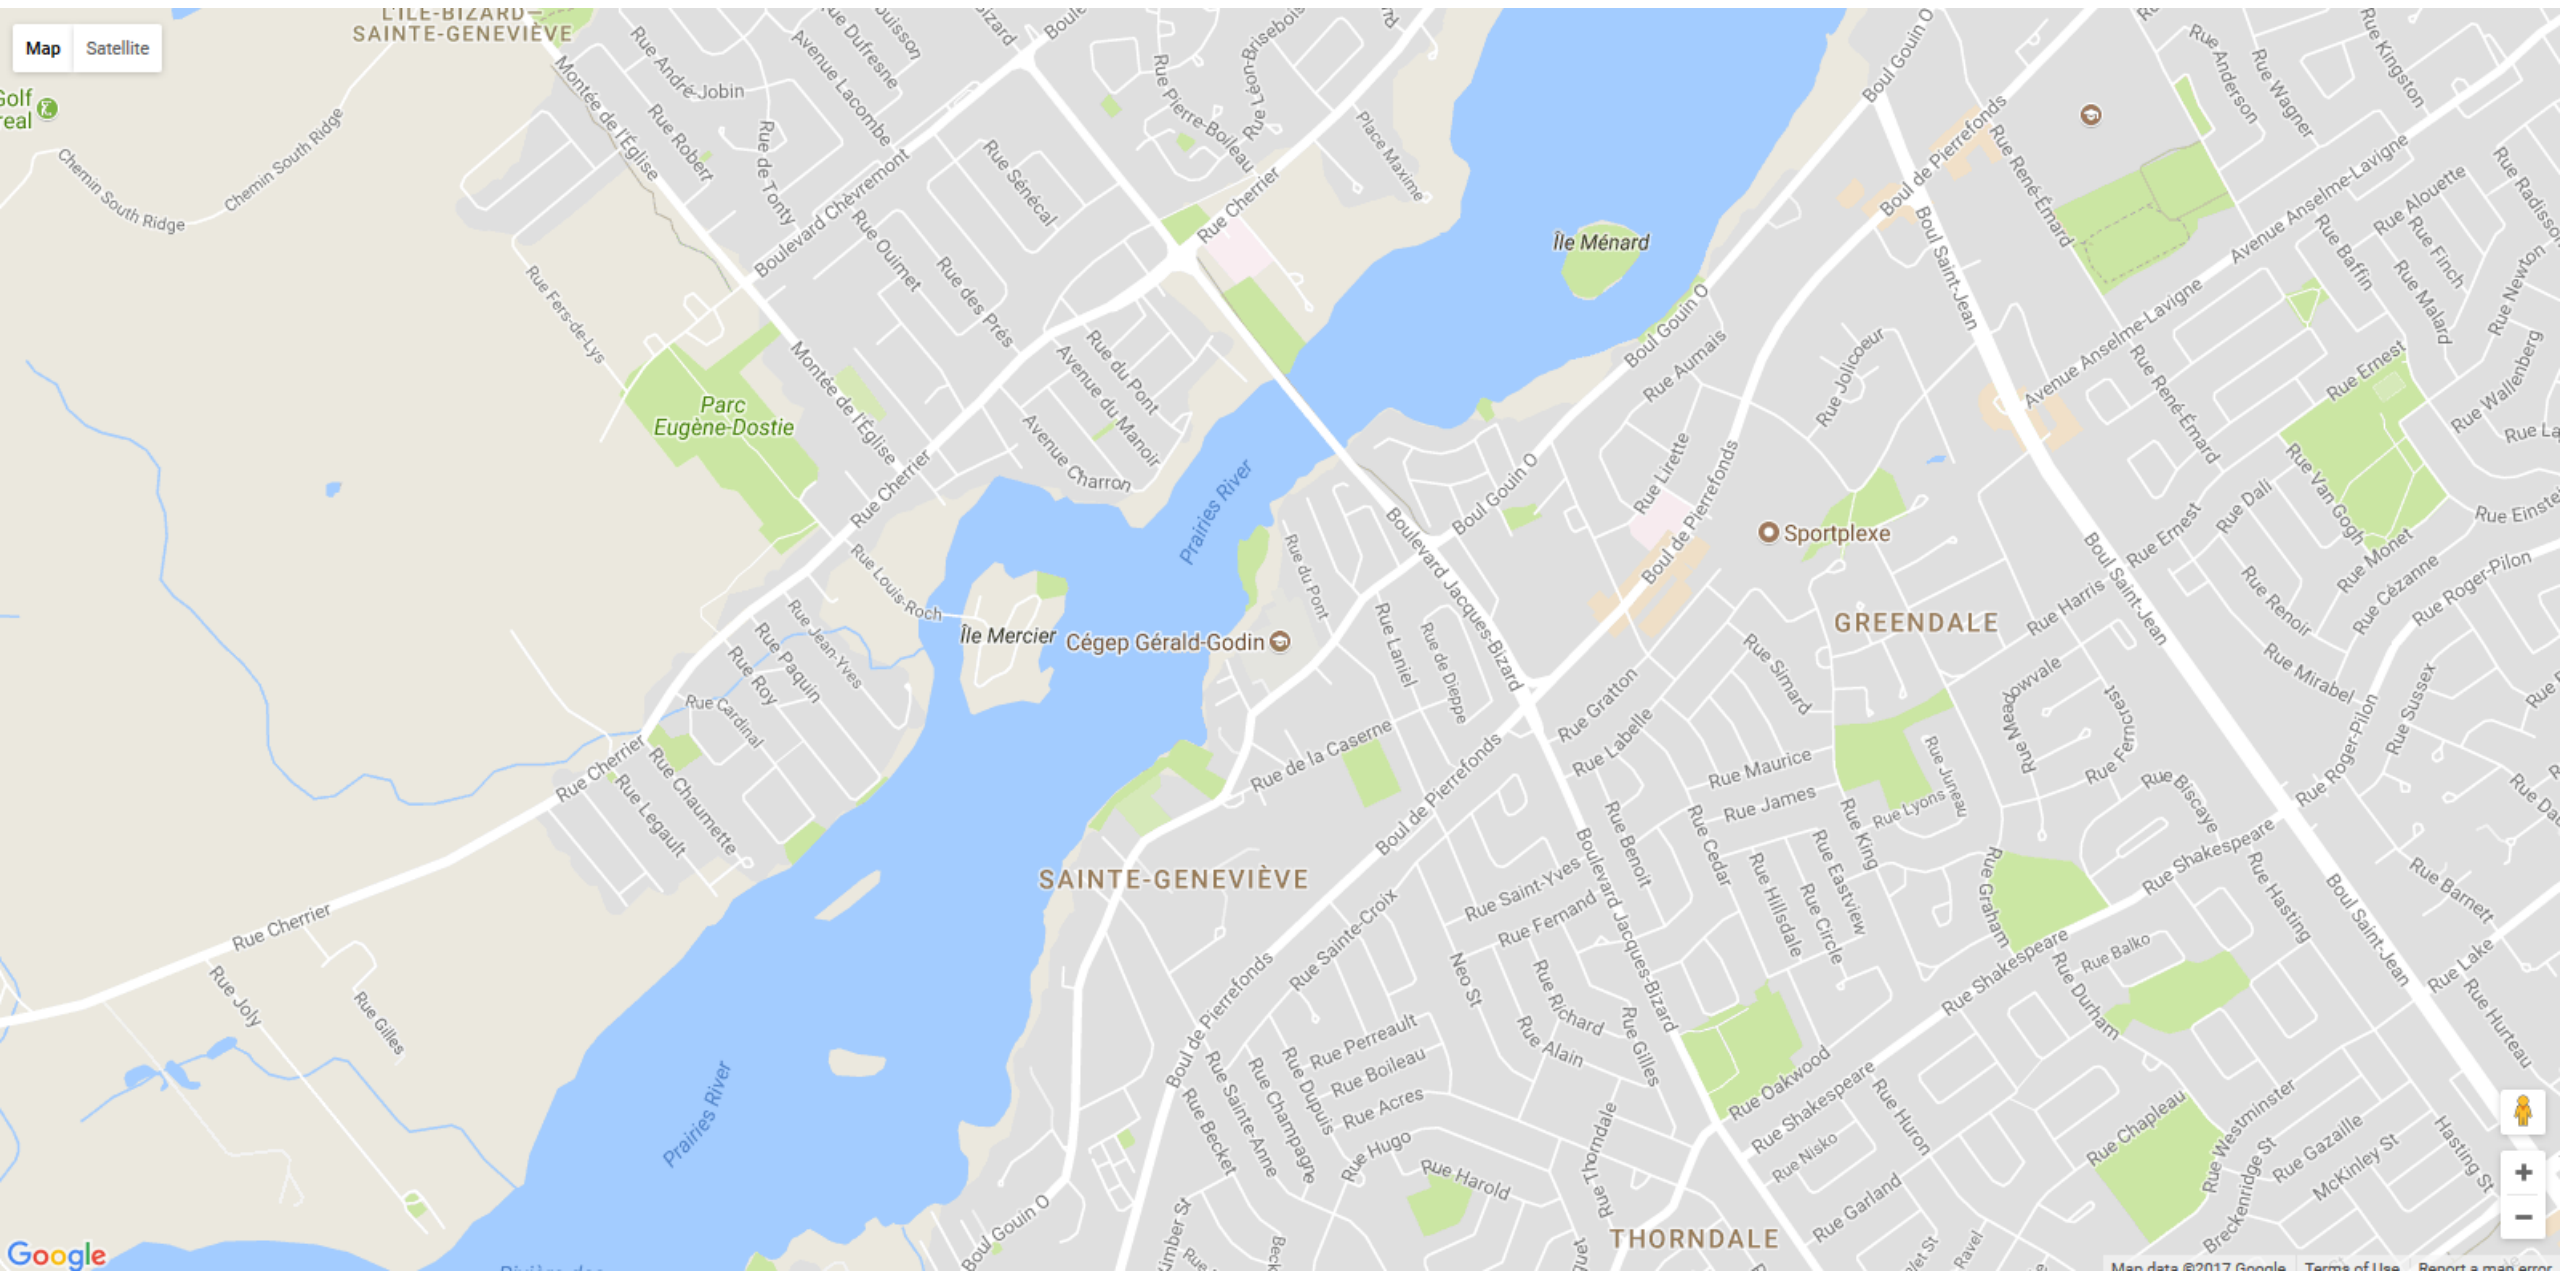 L'ÎLE-BIZARD—
SAINTE-GENEVIÈVE
Map
Satellite
Golf
Chemin South Ridge
Chemin South Ridge
Montée de l'Église
Rue André-Jobin
Rue Robert
Avenue Lacombe
Rue Dufresne
Rue de Tonty
Boulevard Chèvremont
Rue Ouimet
Rue Sénécal
Rue des Prés
Rue Pierre-Boileau
Rue Léon-Brisebois
Rue Cherrier
Place Maxime
Île Ménard
Boul Gouin O
Boul de Pierrefonds
Rue René-Émard
Boul Saint-Jean
Rue Anderson
Rue Wagner
Rue Kingston
Avenue Anselme-Lavigne
Avenue Anselme-Lavigne
Rue Alouette
Rue Finch
Rue Baffin
Rue Malard
Rue Newton
Rue Radisson
Rue Fers-de-Lys
Parc
Eugène-Dostie
Montée de l'Église
Rue du Pont
Avenue du Manoir
Avenue Charron
Rue Cherrier
Boul Gouin O
Rue Aumais
Rue Jolicoeur
Rue René-Émard
Rue Ernest
Rue Wallenberg
Rue La
Prairies River
Boul Gouin O
Rue Lirette
Boul de Pierrefonds
Sportplexe
Boul Saint-Jean
Rue Ernest
Rue Dali
Rue Van Gogh
Rue Monet
Rue Einstei
Rue Louis-Roch
Île Mercier
Cégep Gérald-Godin
Rue du Pont
Boulevard Jacques-Bizard
Rue Laniel
Rue de Dieppe
GREENDALE
Rue Harris
Rue Renoir
Rue Cézanne
Rue Roger-Pilon
Rue Jean-Yves
Rue Paquin
Rue Roy
Rue Cardinal
Rue Simard
Rue Gratton
Rue Labelle
Rue Meadowvale
Rue Ferncrest
Rue Mirabel
Rue Sussex
Rue Roger-Pilon
Rue Cherrier
Rue Chaumette
Rue Legault
Rue de la Caserne
Boul de Pierrefonds
Rue Maurice
Rue James
Rue Juneau
Rue Lyons
Rue King
Rue Biscaye
Rue Shakespeare
SAINTE-GENEVIÈVE
Rue Benoit
Rue Cedar
Rue Hillsdale
Rue Eastview
Rue Circle
Rue Graham
Rue Hasting
Boul Saint-Jean
Rue Barnett
Rue Saint-Yves
Rue Fernand
Boulevard Jacques-Bizard
Rue Sainte-Croix
Rue Cherrier
Rue Joly
Rue Gilles
Boul de Pierrefonds
Neo St
Rue Richard
Rue Alain
Rue Gilles
Rue Shakespeare
Rue Balko
Rue Durham
Rue Lake
Rue Hurteau
Prairies River
Rue Perreault
Rue Boileau
Rue Acres
Rue Hugo
Rue Harold
Rue Dupuis
Rue Champagne
Rue Sainte-Anne
Rue Becket
Rue Oakwood
Rue Shakespeare
Rue Huron
Rue Nisko
Rue Garland
Rue Thorndale
THORNDALE
Rue Chapleau
Rue Westminster
Breckenridge St
Rue Gazaille
McKinley St
Hasting St
Boul Gouin O
Google
Map data ©2017 Google
Terms of Use
Report a map error